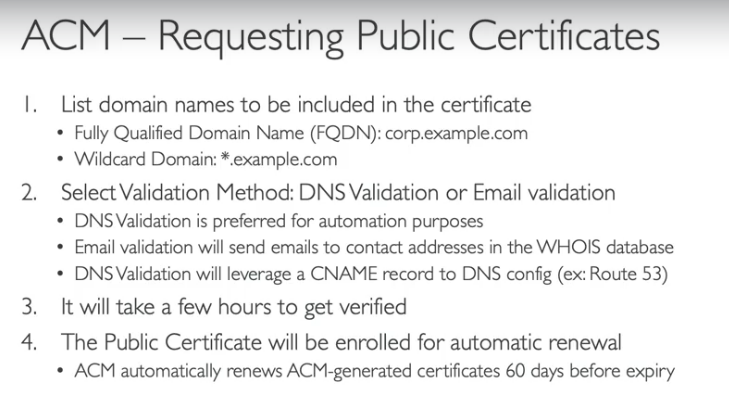 ACM – Requesting Public Certificates
1. List domain names to be included in the certificate
• Fully Qualified Domain Name (FQDN): corp.example.com
• Wildcard Domain: *.example.com
2. Select Validation Method: DNS Validation or Email validation
• DNS Validation is preferred for automation purposes
• Email validation will send emails to contact addresses in the WHOIS database
• DNS Validation will leverage a CNAME record to DNS config (ex: Route 53)
3. It will take a few hours to get verified
4. The Public Certificate will be enrolled for automatic renewal
• ACM automatically renews ACM-generated certificates 60 days before expiry